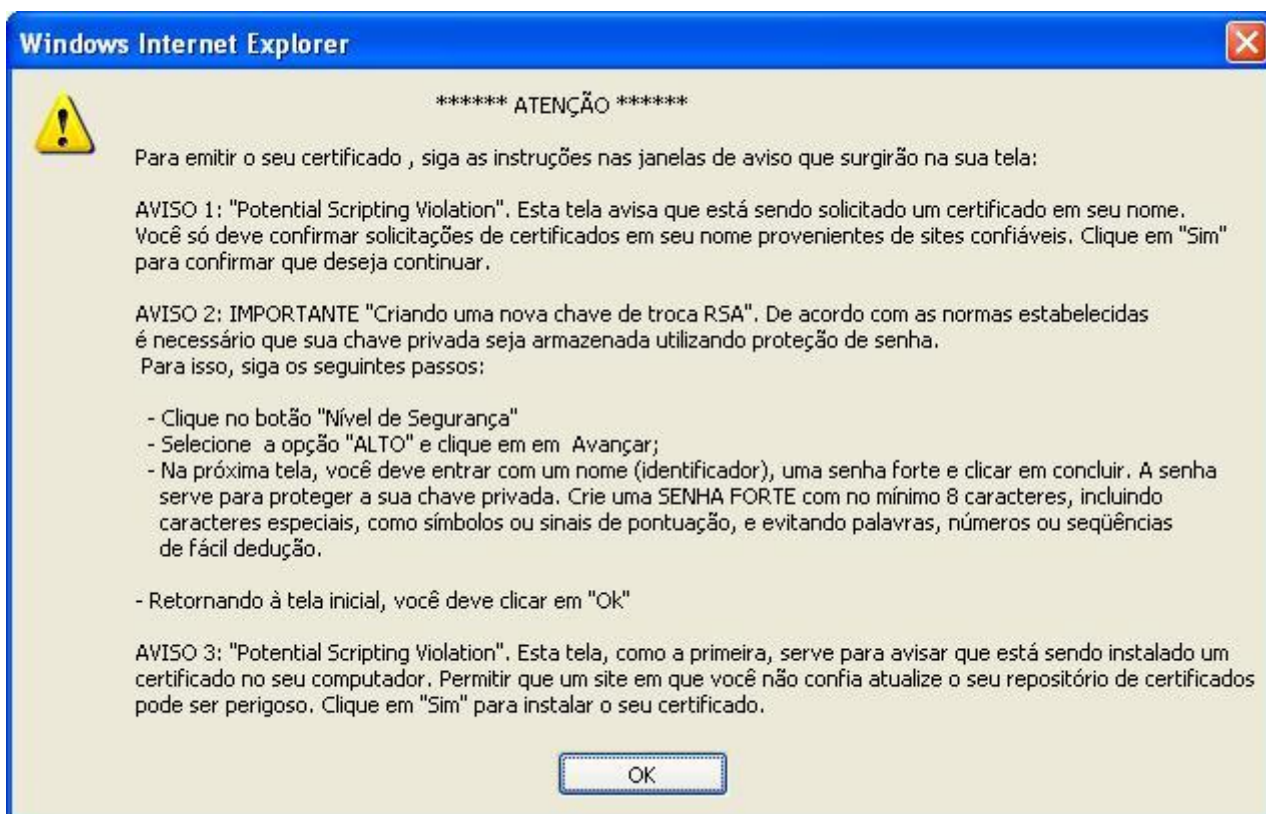 Windows Internet Explorer
****** ATENÇÃO ******
Para emitir o seu certificado , siga as instruções nas janelas de aviso que surgirão na sua tela:
AVISO 1: "Potential Scripting Violation". Esta tela avisa que está sendo solicitado um certificado em seu nome.
Você só deve confirmar solicitações de certificados em seu nome provenientes de sites confiáveis. Clique em "Sim"
para confirmar que deseja continuar.
AVISO 2: IMPORTANTE "Criando uma nova chave de troca RSA". De acordo com as normas estabelecidas
é necessário que sua chave privada seja armazenada utilizando proteção de senha.
Para isso, siga os seguintes passos:
- Clique no botão "Nível de Segurança"
- Selecione a opção "ALTO" e clique em em Avançar;
- Na próxima tela, você deve entrar com um nome (identificador), uma senha forte e clicar em concluir. A senha
serve para proteger a sua chave privada. Crie uma SENHA FORTE com no mínimo 8 caracteres, incluindo
caracteres especiais, como símbolos ou sinais de pontuação, e evitando palavras, números ou seqüências
de fácil dedução.
- Retornando à tela inicial, você deve clicar em "Ok"
AVISO 3: "Potential Scripting Violation". Esta tela, como a primeira, serve para avisar que está sendo instalado um
certificado no seu computador. Permitir que um site em que você não confia atualize o seu repositório de certificados
pode ser perigoso. Clique em "Sim" para instalar o seu certificado.
OK